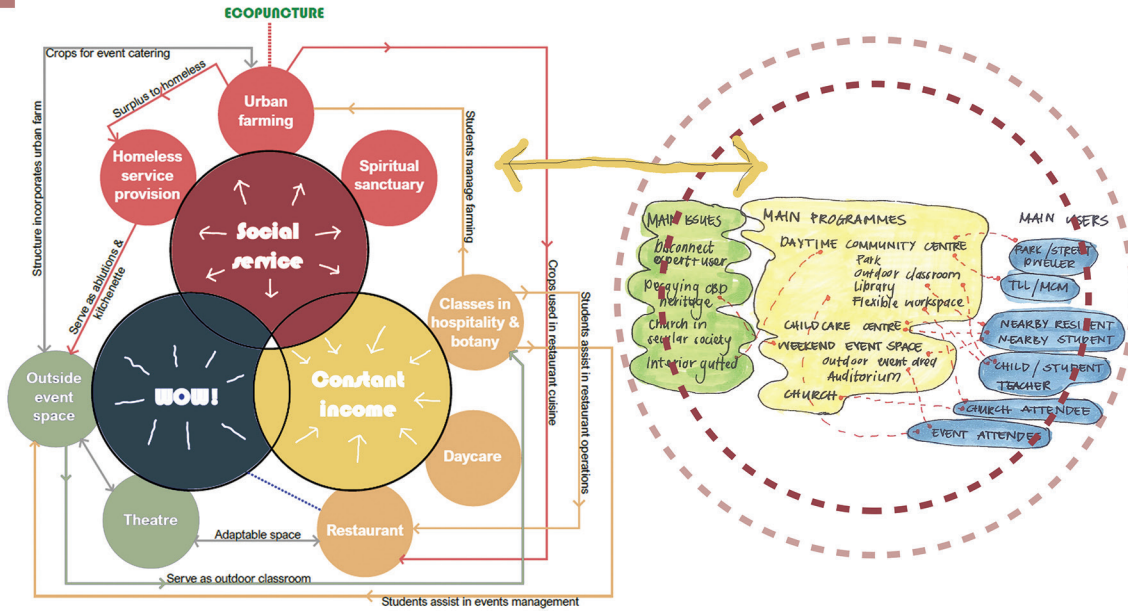 ECOPUNCTURE
Crops for event catering
Surplus to homeless
Urban
farming
Homeless
service
provision
Spiritual
sanctuary
Students manage farming
Structure incorporates urban farm
Social
service
Serve as ablutions &
kitchenette
Classes in
hospitality &
botany
Crops used in restaurant cuisine
Students assist in restaurant operations
Outside
event
space
WOW!
Constant
income
Daycare
Theatre
Restaurant
Adaptable space
Serve as outdoor classroom
Students assist in events management
MAIN ISSUES
Disconnect
expert + user
Decaying CBD
heritage
Church in
secular society
Interior gutted
MAIN PROGRAMMES
DAYTIME COMMUNITY CENTRE
Park
Outdoor classroom
Library
Flexible workspace
CHILDCARE CENTRE
WEEKEND EVENT SPACE
Outdoor event area
Auditorium
CHURCH
MAIN USERS
PARK/STREET
DWELLER
TLL/MCM
NEARBY RESIDENT
NEARBY STUDENT
CHILD/STUDENT
TEACHER
CHURCH ATTENDEE
EVENT ATTENDEE